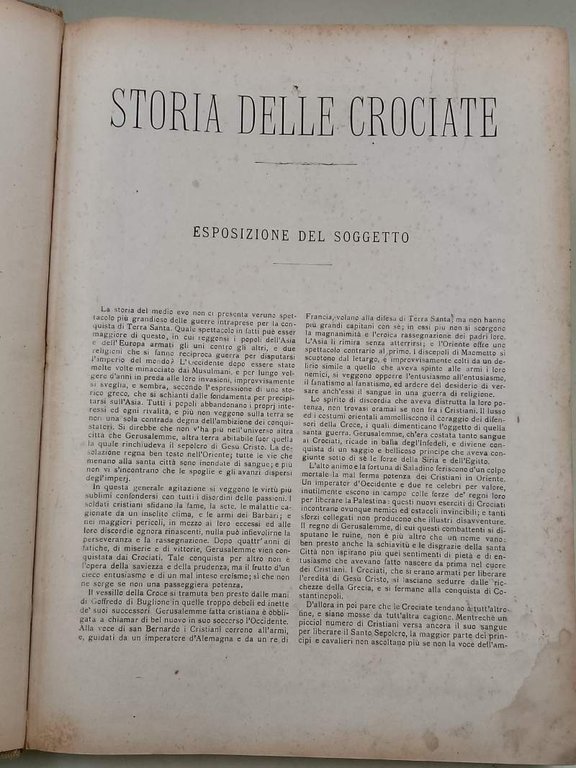 STORIA DELLE CROCIATE
ESPOSIZIONE DEL SOGGETTO
La storia del medio evo non ci presenta veruno spet-
tacolo più grandioso delle guerre intraprese per la con-
quista di Terra Santa. Quale spettacolo in fatti può esser
maggiore di questo, in cui reggonsi i popoli dell'Asia
e dell'Europa armati gli uni contro gli altri, e due
religioni che si fanno reciproca guerra per disputarsi
l'imperio del mondo? L'Occidente dopo essere stato
molte volte minacciato dai Musulmani, e per lungo vol-
gere d'anni in preda alle loro invasioni, improvvisamente
si sveglia, e sembra, secondo l'espressione di uno sto-
rico greco, che si schianti dalle fondamenta per precipi-
tarsi sull'Asia. Tutti i popoli abbandonano i proprj inte-
ressi ed ogni rivalità, e più non veggono sulla terra se
non una sola contrada degna dell'ambizione dei conqui-
statori. Si direbbe che non v'ha più nell'universo altra
città che Gerusalemme, altra terra abitabile fuor quella
la quale rinchiudeva il sepolcro di Gesù Cristo. La de-
solazione regna ben tosto nell'Oriente; tutte le vie che
menano alla santa città sono inondate di sangue; e più
non vi s'incontrano che le spoglie e gli avanzi dispersi
degl'imperj.
In questa generale agitazione si veggono le virtù più
sublimi confondersi con tutti i disordini delle passioni. I
soldati cristiani sfidano la fame, la sete, le malattie ca-
gionate da un insolito clima, e le armi dei Barbari; e
nei maggiori pericoli, in mezzo ai loro eccessi ed alle
loro discordie ognora rinascenti, nulla può infievolirne la
perseveranza e la rassegnazione. Dopo quattr'anni di
fatiche, di miserie e di vittorie, Gerusalemme vien con-
quistata dai Crociati. Tale conquista per altro non è
l'opera della saviezza e della prudenza, ma il frutto d'un
cieco entusiasmo e di un mal inteso eroismo; sì che non
ne sorge se non una passeggiera potenza.
Il vessillo della Croce si tramuta ben presto dalle mani
di Goffredo di Buglione in quelle troppo deboli ed inette
de' suoi successori. Gerusalemme fatta cristiana è obbli-
gata a chiamar di bel nuovo in suo soccorso l'Occidente.
Alla voce di san Bernardo i Cristiani corrono all'armi,
e, guidati da un imperatore d'Alemagna e da un re di
Francia, volano alla difesa di Terra Santa; ma non hanno
più grandi capitani con sè; in essi più non si scorgono
la magnanimità e l'eroica rassegnazione dei padri loro.
L'Asia li rimira senza atterrirsi; e l'Oriente offre uno
spettacolo contrario al primo. I discepoli di Maometto si
scuotono dal letargo, e improvvisamente colti da un de-
lirio simile a quello che aveva spinto alle armi i loro
nemici, si veggono opporre l'entusiasmo all'entusiasmo,
il fanatismo al fanatismo, ed ardere del desiderio di ver-
sare anch'essi il sangue in una guerra di religione.
Lo spirito di discordia che aveva distrutta la loro po-
tenza, non trovasi oramai se non fra i Cristiani. Il lusso
ed i costumi orientali ammolliscono il coraggio dei difen-
sori della Croce, i quali dimenticano l'oggetto di quella
santa guerra. Gerusalemme, ch'era costata tanto sangue
ai Crociati, ricade in balia degl'Infedeli, e diviene conqui-
sta di un saggio e bellicoso principe che aveva con-
giunte sotto di sè le forze di Siria e dell'Egitto.
L'alto animo e la fortuna di Saladino feriscono d'un colpo
mortale la mal ferma potenza dei Cristiani in Oriente.
Un imperator d'Occidente e due re celebri per valore,
inutilmente escono in campo colle forze de' regni loro
per liberare la Palestina: questi nuovi eserciti di Crociati
incontrano ovunque nemici ed ostacoli invincibili; e tanti
sforzi collegati non producono che illustri disavventure.
Il regno di Gerusalemme, di cui questi combattenti si di-
sputano le ruine, non è più altro che un nome vano:
ben presto anche la schiavitù e le disgrazie della santa
Città non ispirano più quei sentimenti di pietà e di en-
tusiasmo che avevano fatto nascere da prima nel cuore
dei Cristiani. I Crociati, che si erano armati per liberare
l'eredità di Gesù Cristo, si lasciano sedurre dalle ric-
chezze della Grecia, e si fermano alla conquista di Co-
stantinopoli.
D'allora in poi pare che le Crociate tendano a tutt'altro
fine, e siano mosse da tutt'altra cagione. Mentrechè un
picciol numero di Cristiani versa ancora il suo sangue
per liberare il Santo Sepolcro, la maggior parte dei prin-
cipi e cavalieri non ascoltano più se non la voce dell'am-